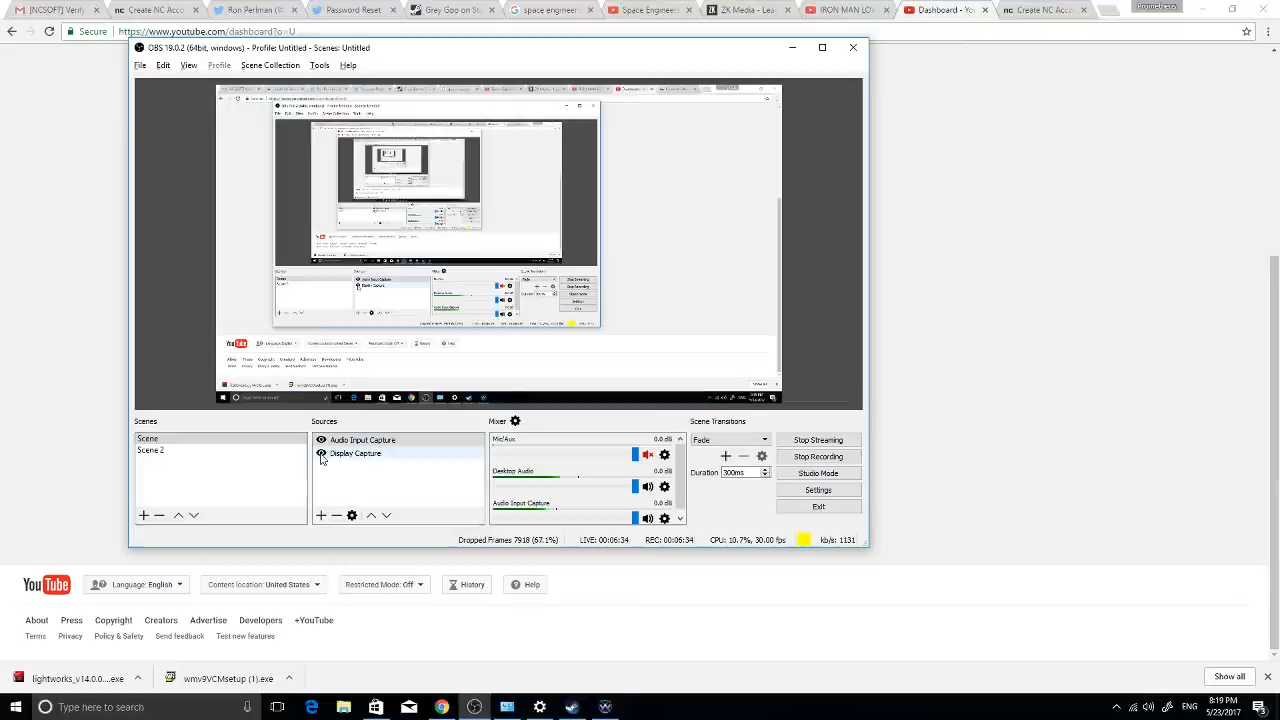 [NCSOFT] Verif
Create NC Acco
Ron Perlman (D
Password Reset
Grey Goo on St
space engineer
Space Engineer
ZK Media - Lea
IRON MAN LOV
Dashboard - Yo
Create NC Acco
Prometheus
Secure https://www.youtube.com/dashboard?o=U
OBS 19.0.2 (64bit, windows) - Profile: Untitled - Scenes: Untitled
File Edit View Profile Scene Collection Tools Help
Scenes
Scene
Scene 2
Sources
Audio Input Capture
Display Capture
Mixer
Mic/Aux 0.0 dB
Desktop Audio 0.0 dB
Audio Input Capture 0.0 dB
Scene Transitions
Fade
Duration 300ms
Stop Streaming
Stop Recording
Studio Mode
Settings
Exit
Dropped Frames 7918 (67.1%) LIVE: 00:06:34 REC: 00:06:34 CPU: 10.7%, 30.00 fps kb/s: 1131
YouTube Language: English Content location: United States Restricted Mode: Off History Help
About Press Copyright Creators Advertise Developers +YouTube
Terms Privacy Policy & Safety Send feedback Test new features
lightworks_v14.0.0....exe wmv9VCMsetup (1).exe Show all
Type here to search
8:19 PM
5/23/2017